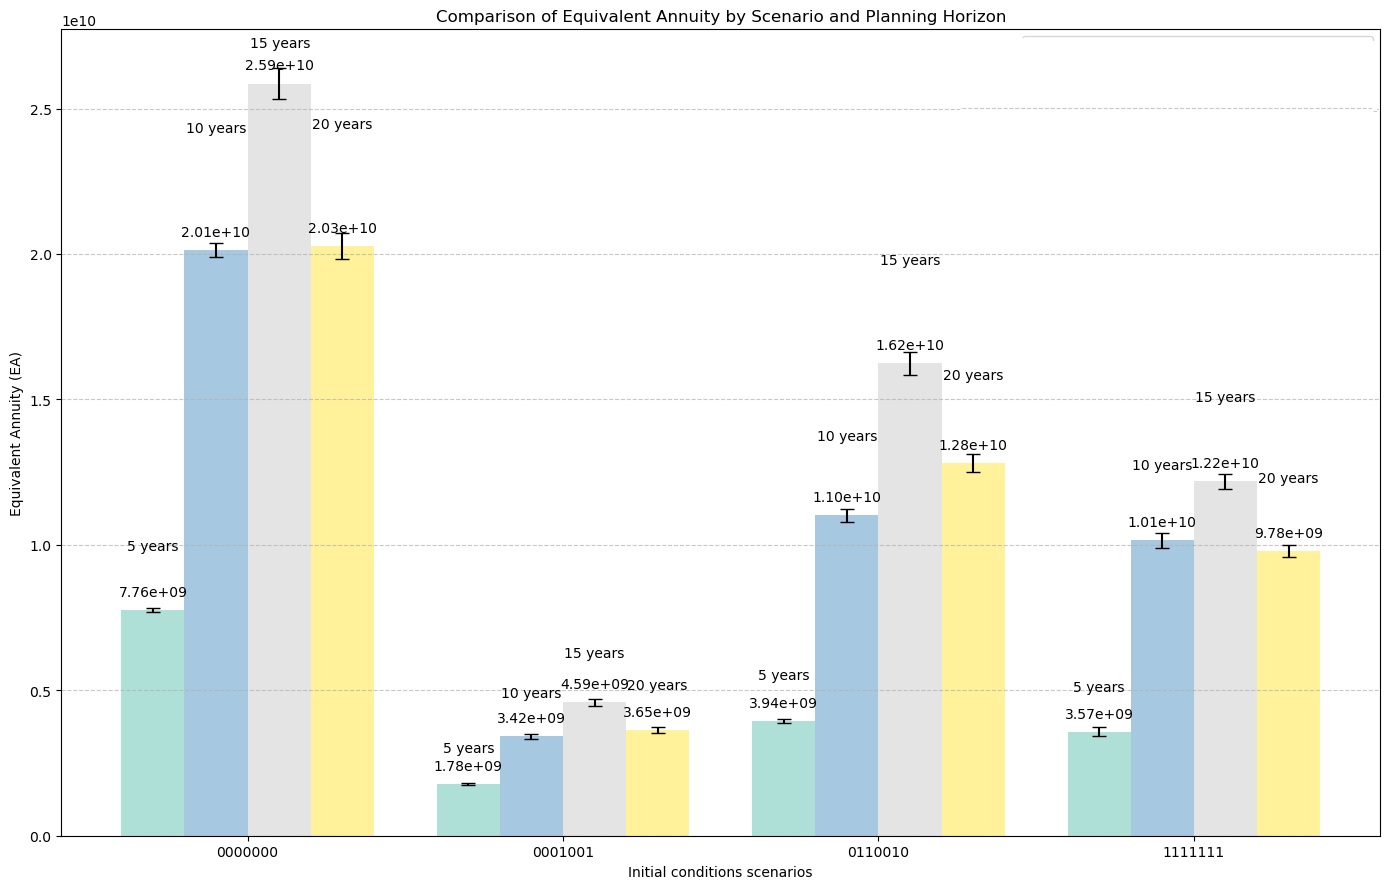 Comparison of Equivalent Annuity by Scenario and Planning Horizon
1e10
15 years
2.59e+10
10 years
20 years
2.01e+10
2.03e+10
5 years
7.76e+09
15 years
4.59e+09
10 years
20 years
3.42e+09
3.65e+09
5 years
1.78e+09
15 years
1.62e+10
20 years
10 years
1.28e+10
1.10e+10
5 years
3.94e+09
15 years
10 years
1.22e+10
20 years
1.01e+10
9.78e+09
5 years
3.57e+09
2.5
2.0
1.5
1.0
0.5
0.0
Equivalent Annuity (EA)
0000000
0001001
0110010
1111111
Initial conditions scenarios